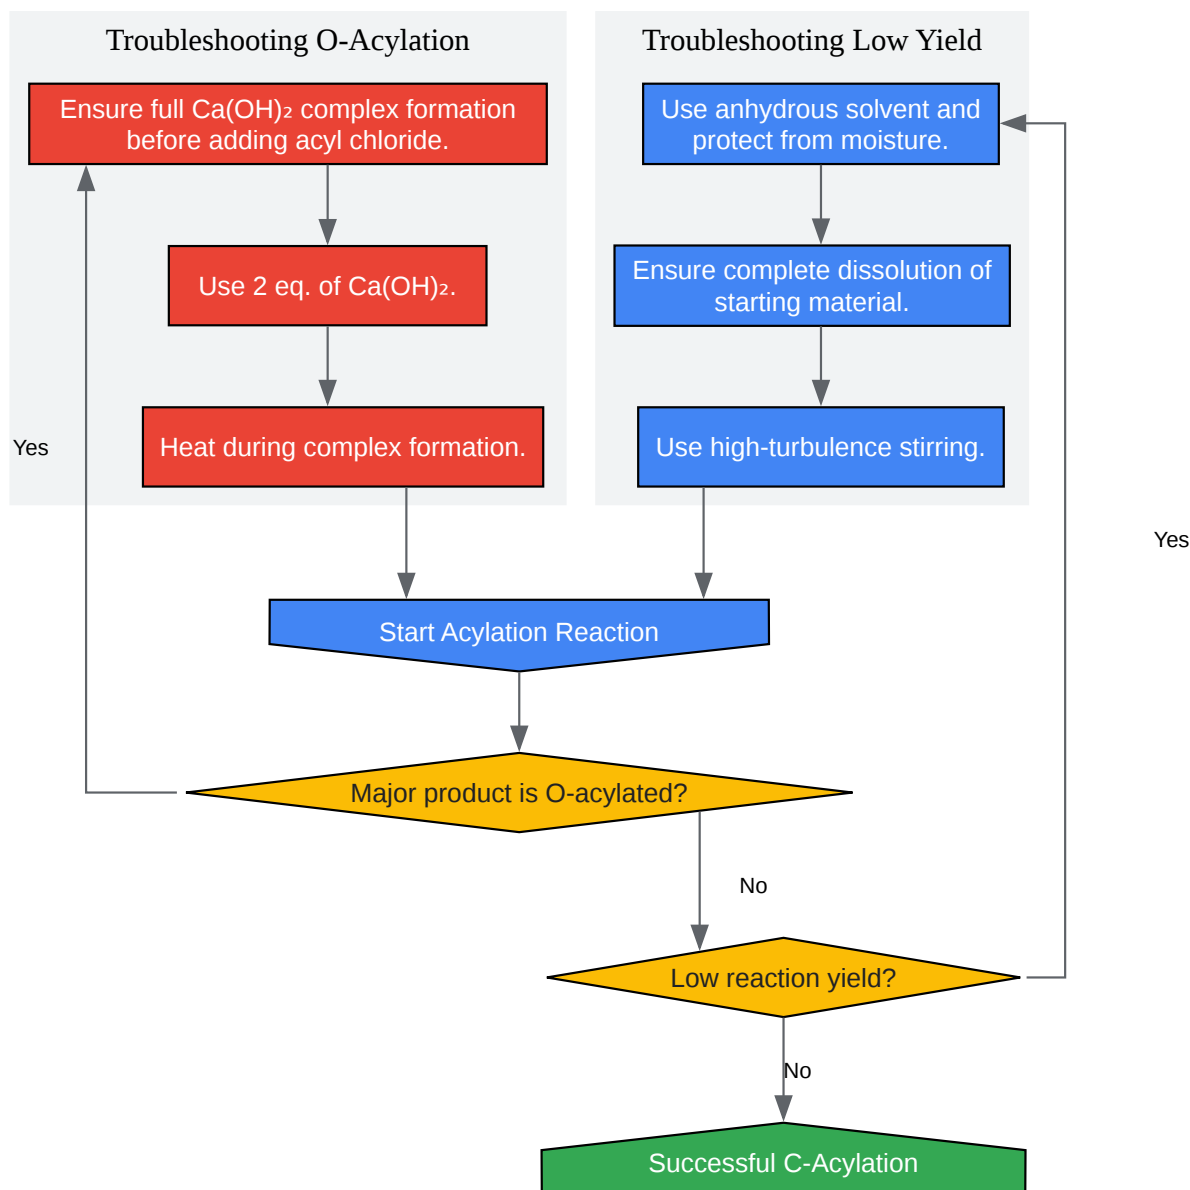 Troubleshooting O-Acylation
Ensure full Ca(OH)₂ complex formation
before adding acyl chloride.
Use 2 eq. of Ca(OH)₂.
Heat during complex formation.
Troubleshooting Low Yield
Use anhydrous solvent and
protect from moisture.
Ensure complete dissolution of
starting material.
Use high-turbulence stirring.
Yes
Yes
Start Acylation Reaction
Major product is O-acylated?
No
Low reaction yield?
No
Successful C-Acylation